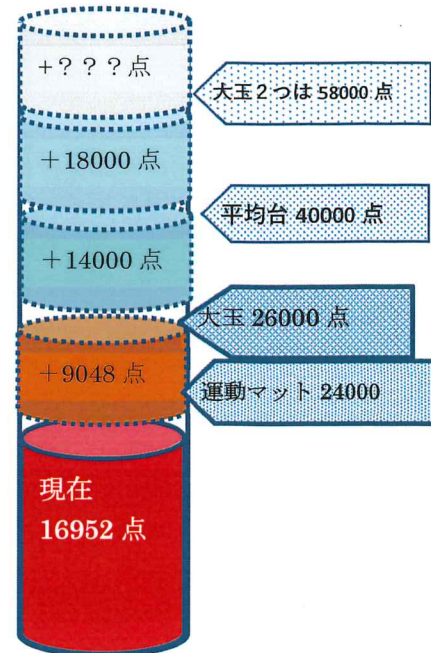 +???点
大玉2つは 58000 点
+18000 点
平均台 40000 点
+14000 点
大玉 26000 点
+9048 点
運動マット 24000
現在
16952 点